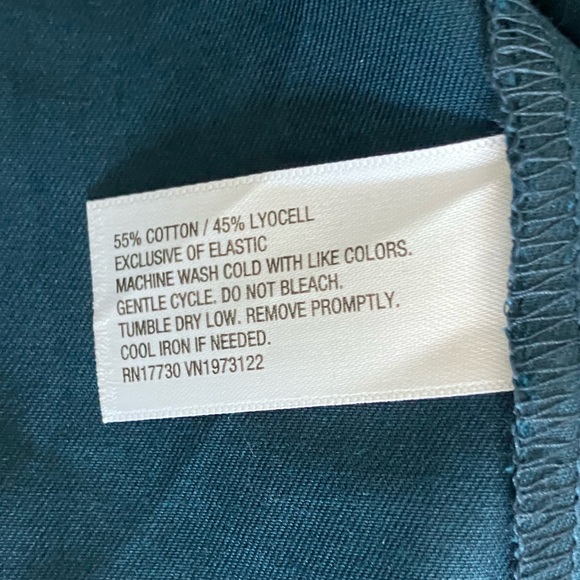 55% COTTON / 45% LYOCELL
EXCLUSIVE OF ELASTIC
MACHINE WASH COLD WITH LIKE COLORS.
GENTLE CYCLE. DO NOT BLEACH.
TUMBLE DRY LOW. REMOVE PROMPTLY.
COOL IRON IF NEEDED.
RN17730 VN1973122